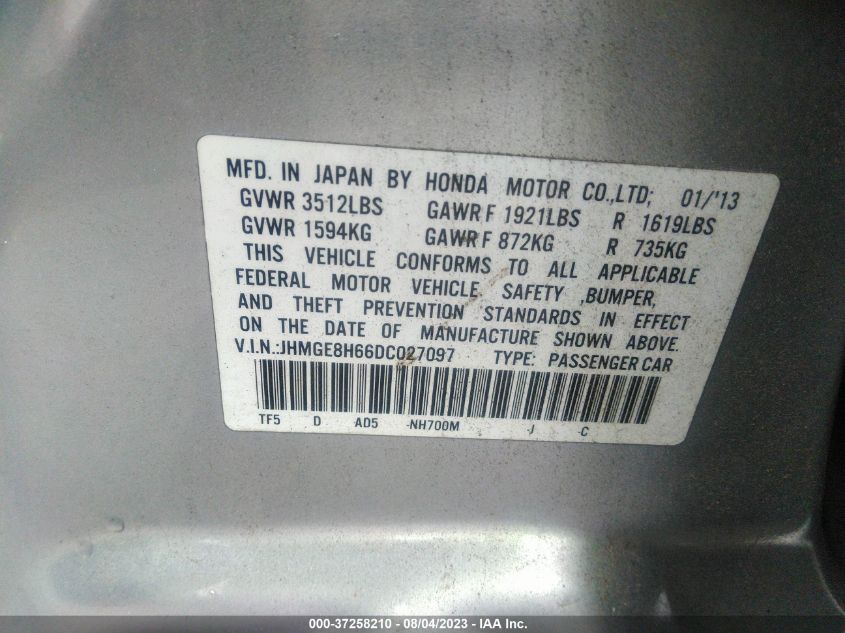 MFD. IN JAPAN BY HONDA MOTOR CO.,LTD; 01/'13
GVWR 3512LBS GAWR F 1921LBS R 1619LBS
GVWR 1594KG GAWR F 872KG R 735KG
THIS VEHICLE CONFORMS TO ALL APPLICABLE
FEDERAL MOTOR VEHICLE SAFETY ,BUMPER,
AND THEFT PREVENTION STANDARDS IN EFFECT
ON THE DATE OF MANUFACTURE SHOWN ABOVE.
V.I.N.:JHMGE8H66DC027097 TYPE: PASSENGER CAR
TF5 D AD5 -NH700M -J -C
000-37258210 - 08/04/2023 - IAA Inc.